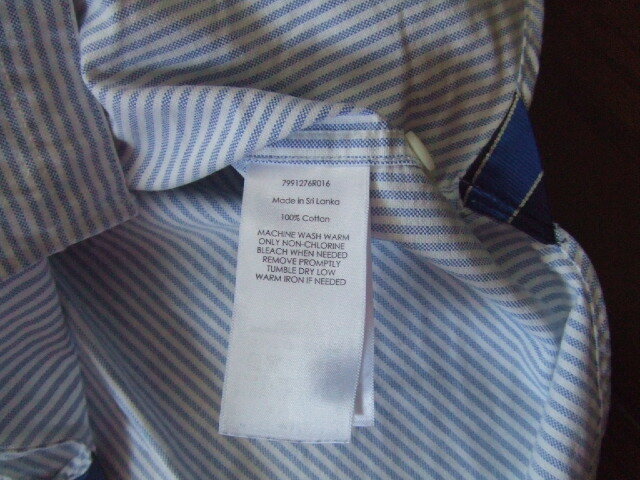 7991276R016
Made in Sri Lanka
100% Cotton
MACHINE WASH WARM
ONLY NON-CHLORINE
BLEACH WHEN NEEDED
REMOVE PROMPTLY
TUMBLE DRY LOW
WARM IRON IF NEEDED